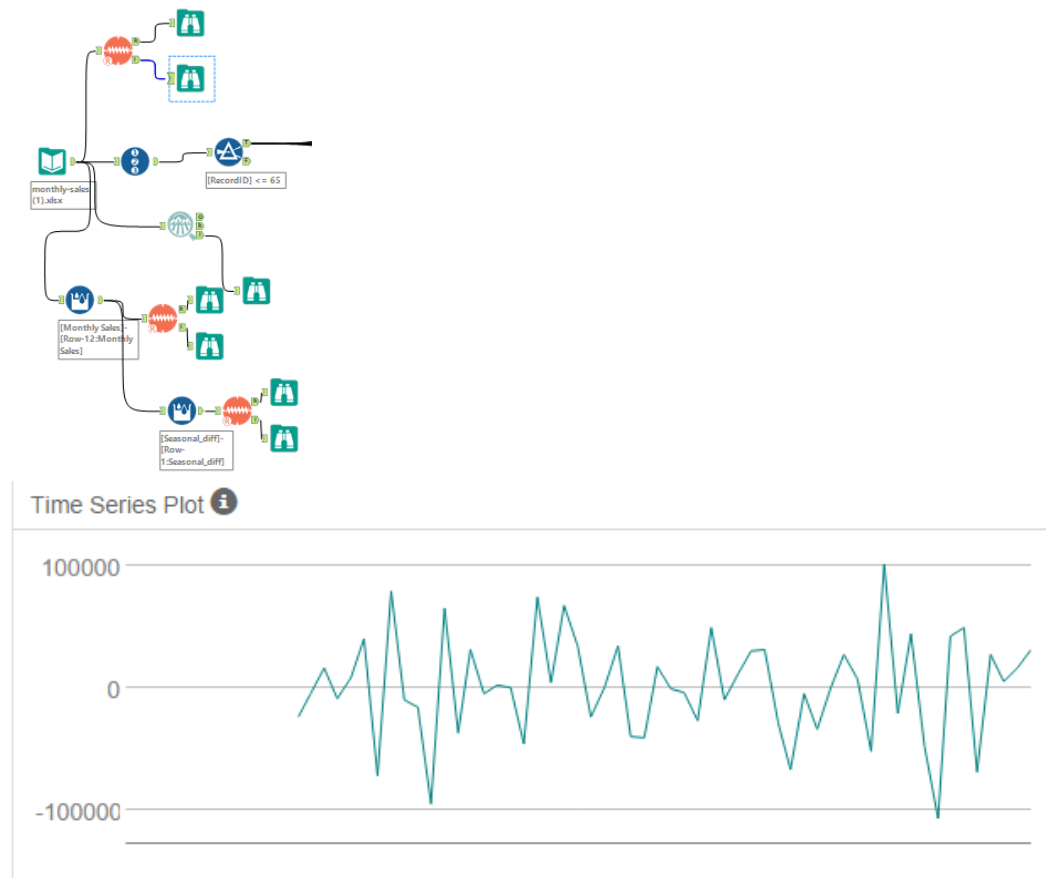 monthly-sales
(1).xlsx
[RecordID] <= 65
[Monthly Sales]-
[Row-12:Monthly
Sales]
[Seasonal_diff]-
[Row-
1:Seasonal_diff]
Time Series Plot
100000
0
-100000